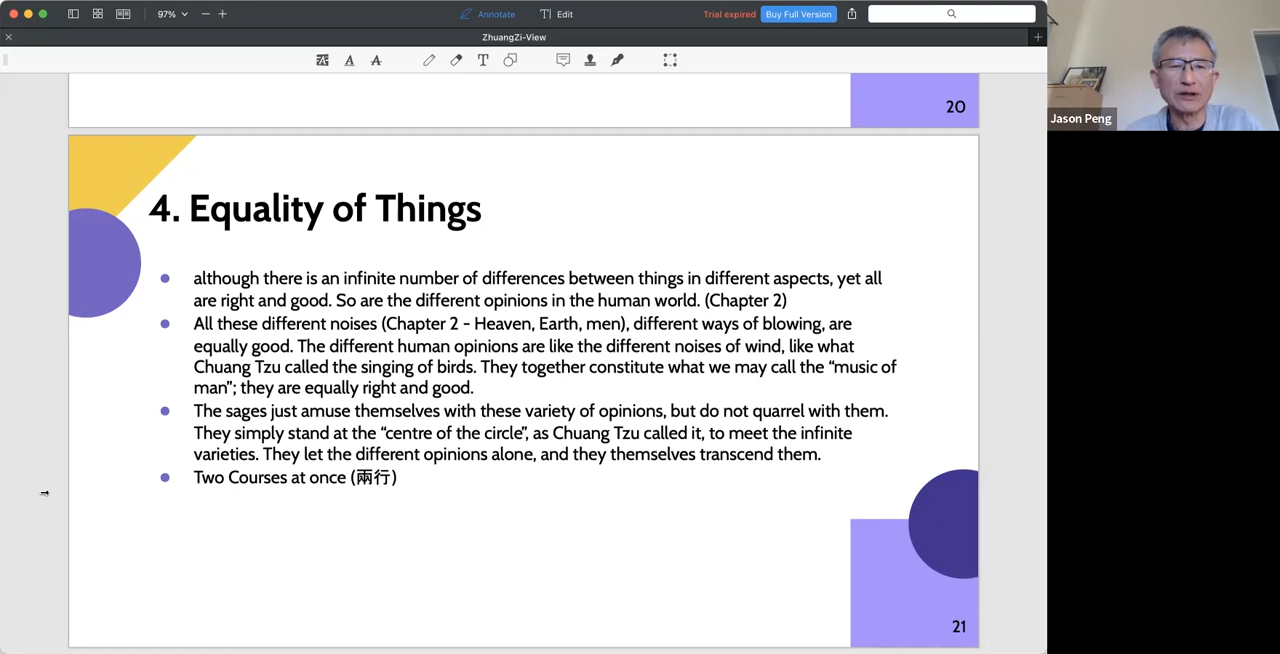 97%
Annotate
Edit
Trial expired
Buy Full Version
ZhuangZi-View
Jason Peng
20
4. Equality of Things
although there is an infinite number of differences between things in different aspects, yet all
are right and good. So are the different opinions in the human world. (Chapter 2)
All these different noises (Chapter 2 - Heaven, Earth, men), different ways of blowing, are
equally good. The different human opinions are like the different noises of wind, like what
Chuang Tzu called the singing of birds. They together constitute what we may call the “music of
man”; they are equally right and good.
The sages just amuse themselves with these variety of opinions, but do not quarrel with them.
They simply stand at the “centre of the circle”, as Chuang Tzu called it, to meet the infinite
varieties. They let the different opinions alone, and they themselves transcend them.
Two Courses at once (兩行)
21